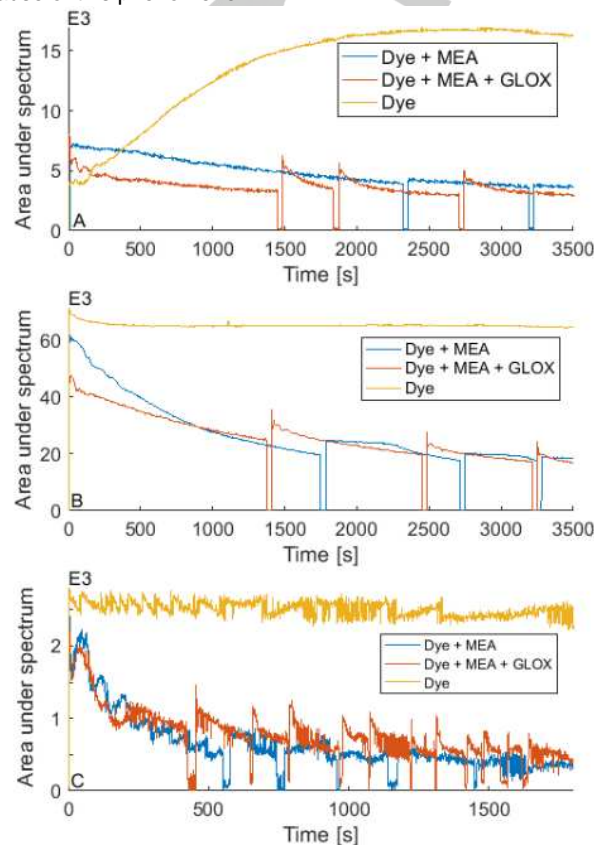 E3
15
10
5
0
Area under spectrum
Dye + MEA
Dye + MEA + GLOX
Dye
A
0 500 1000 1500 2000 2500 3000 3500
Time [s]
E3
60
40
20
0
Area under spectrum
Dye + MEA
Dye + MEA + GLOX
Dye
B
0 500 1000 1500 2000 2500 3000 3500
Time [s]
E3
2
1
0
Area under spectrum
Dye + MEA
Dye + MEA + GLOX
Dye
C
500 1000 1500
Time [s]